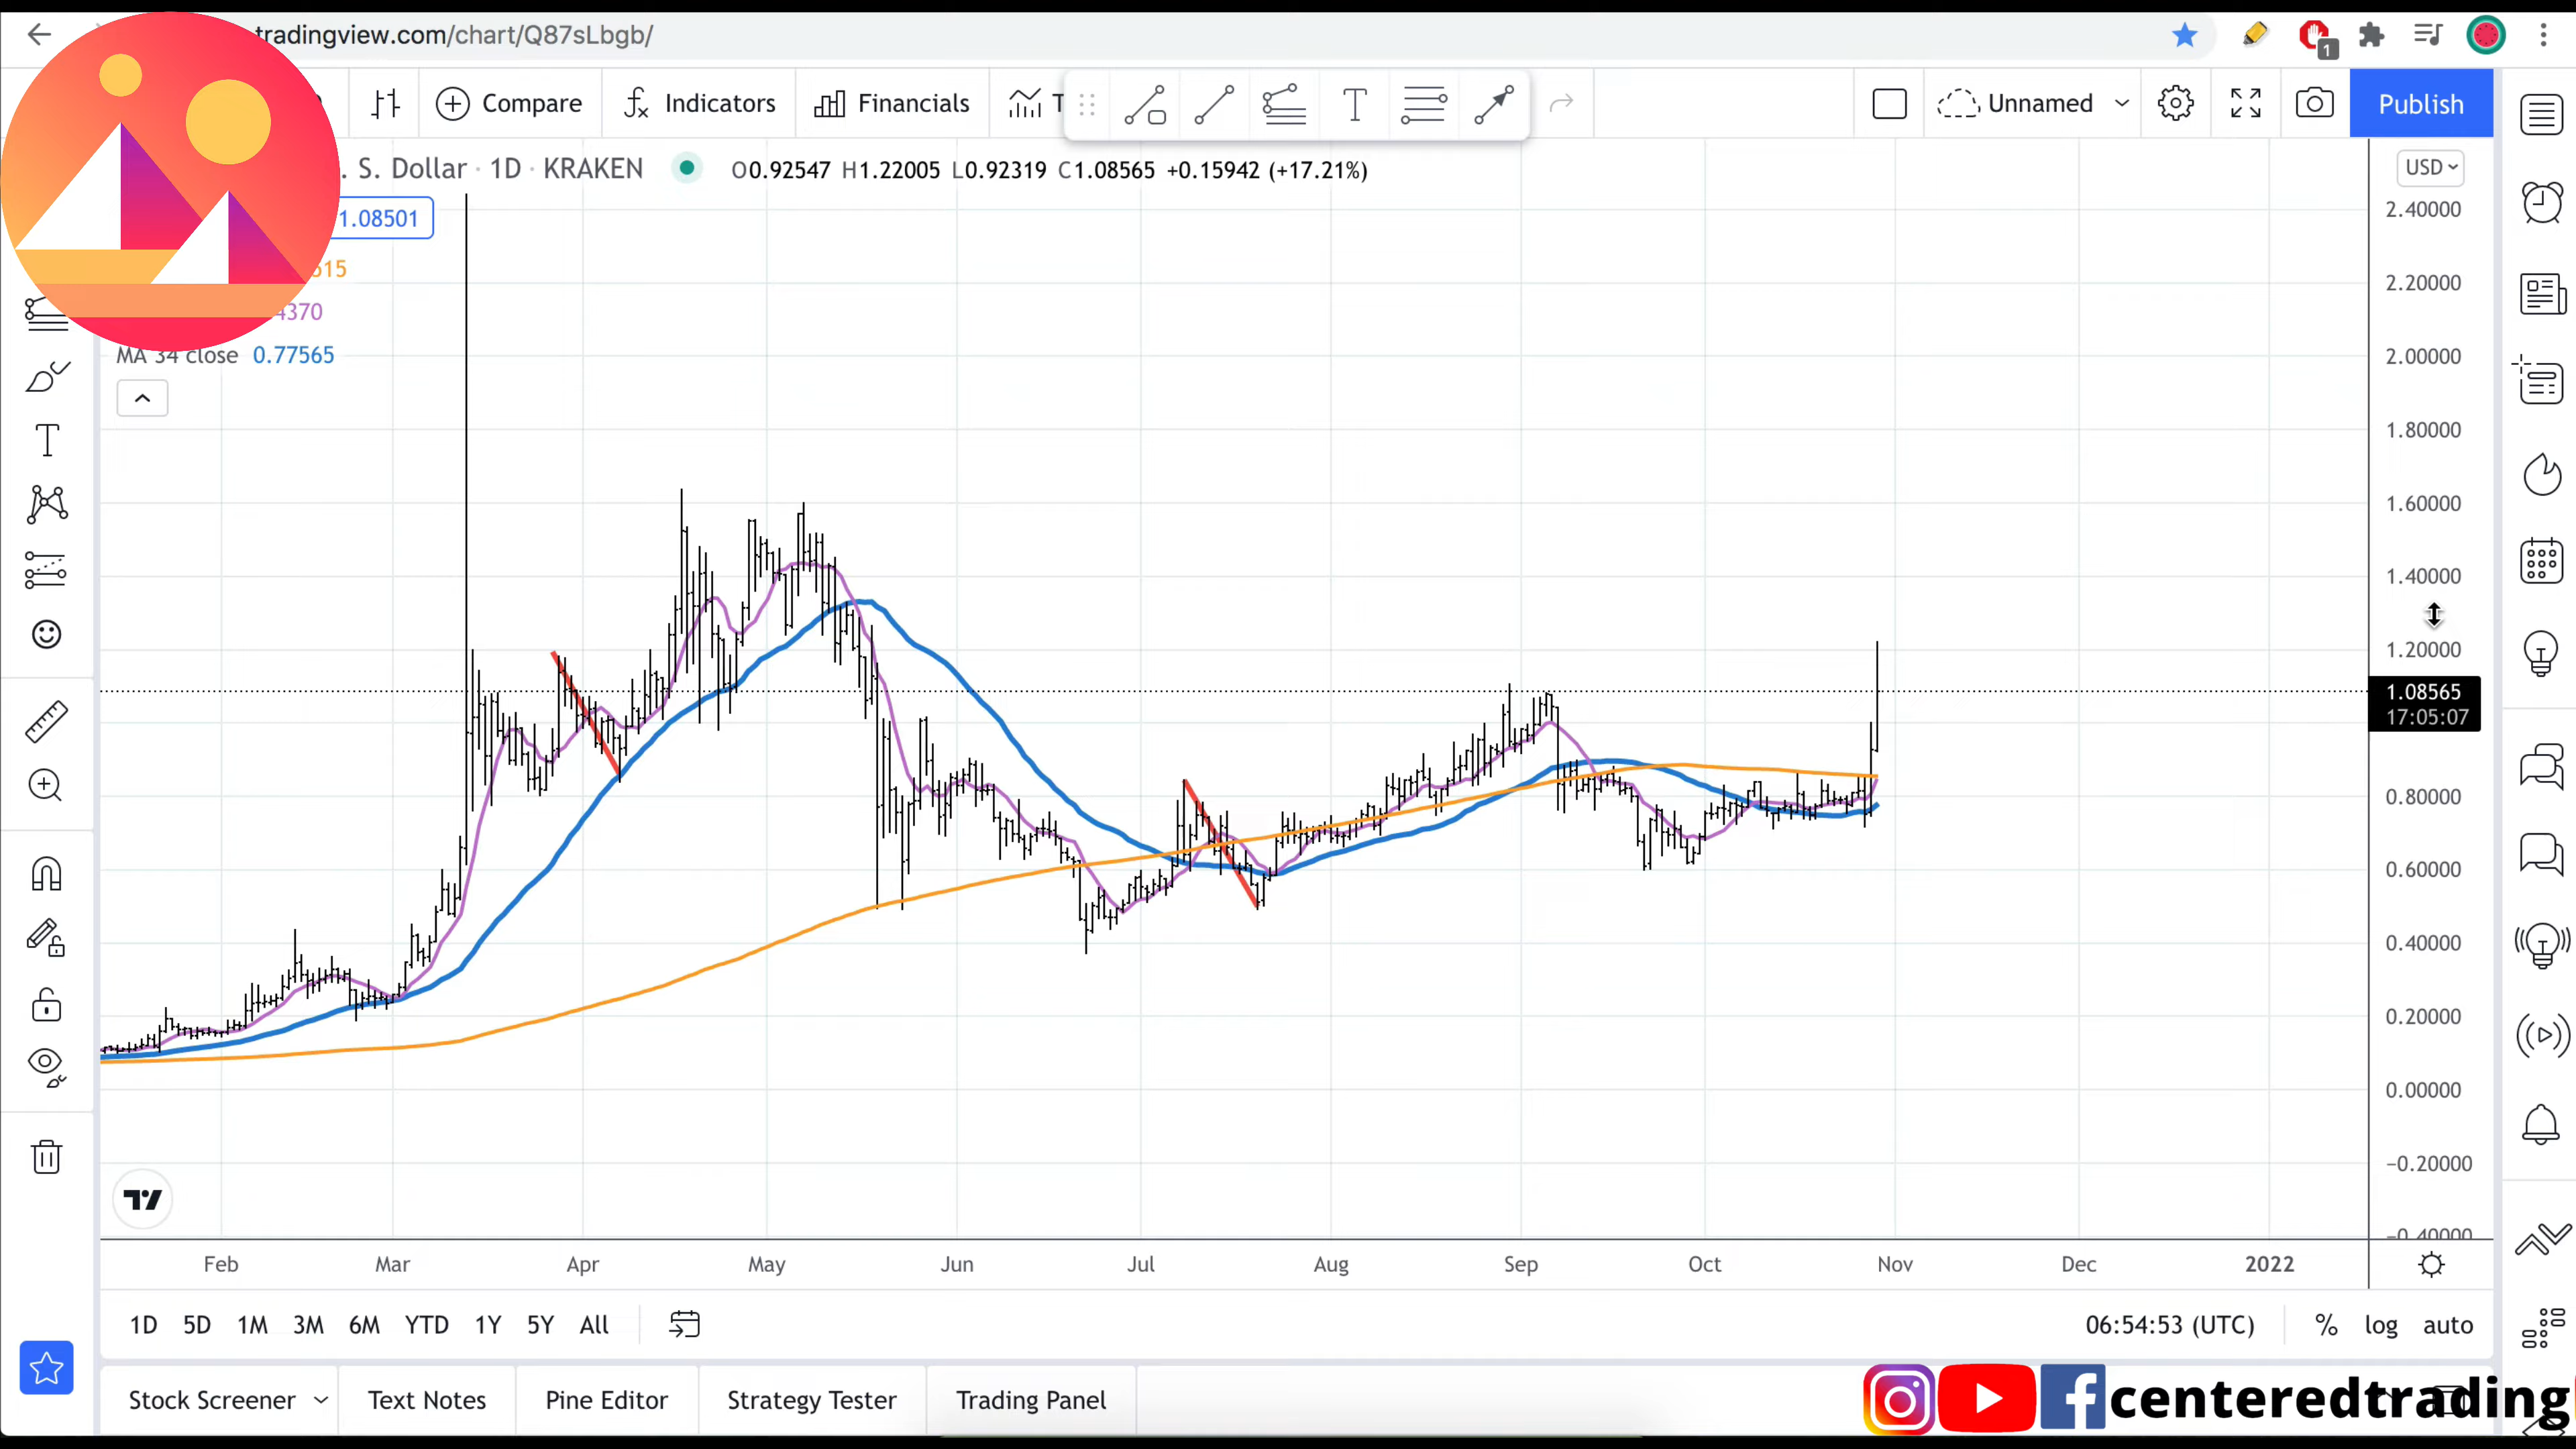 tradingview.com/chart/Q87sLbgb/
1
Compare
Indicators
Financials
T
Unnamed
Publish
. S. Dollar · 1D · KRAKEN
O0.92547 H1.22005 L0.92319 C1.08565 +0.15942 (+17.21%)
USD
1.08501
615
4370
MA 34 close 0.77565
2.40000
2.20000
2.00000
1.80000
1.60000
1.40000
1.20000
1.08565
17:05:07
0.80000
0.60000
0.40000
0.20000
0.00000
−0.20000
−0.40000
Feb Mar Apr May Jun Jul Aug Sep Oct Nov Dec 2022
1D 5D 1M 3M 6M YTD 1Y 5Y All
06:54:53 (UTC) % log auto
Stock Screener Text Notes Pine Editor Strategy Tester Trading Panel
centeredtrading